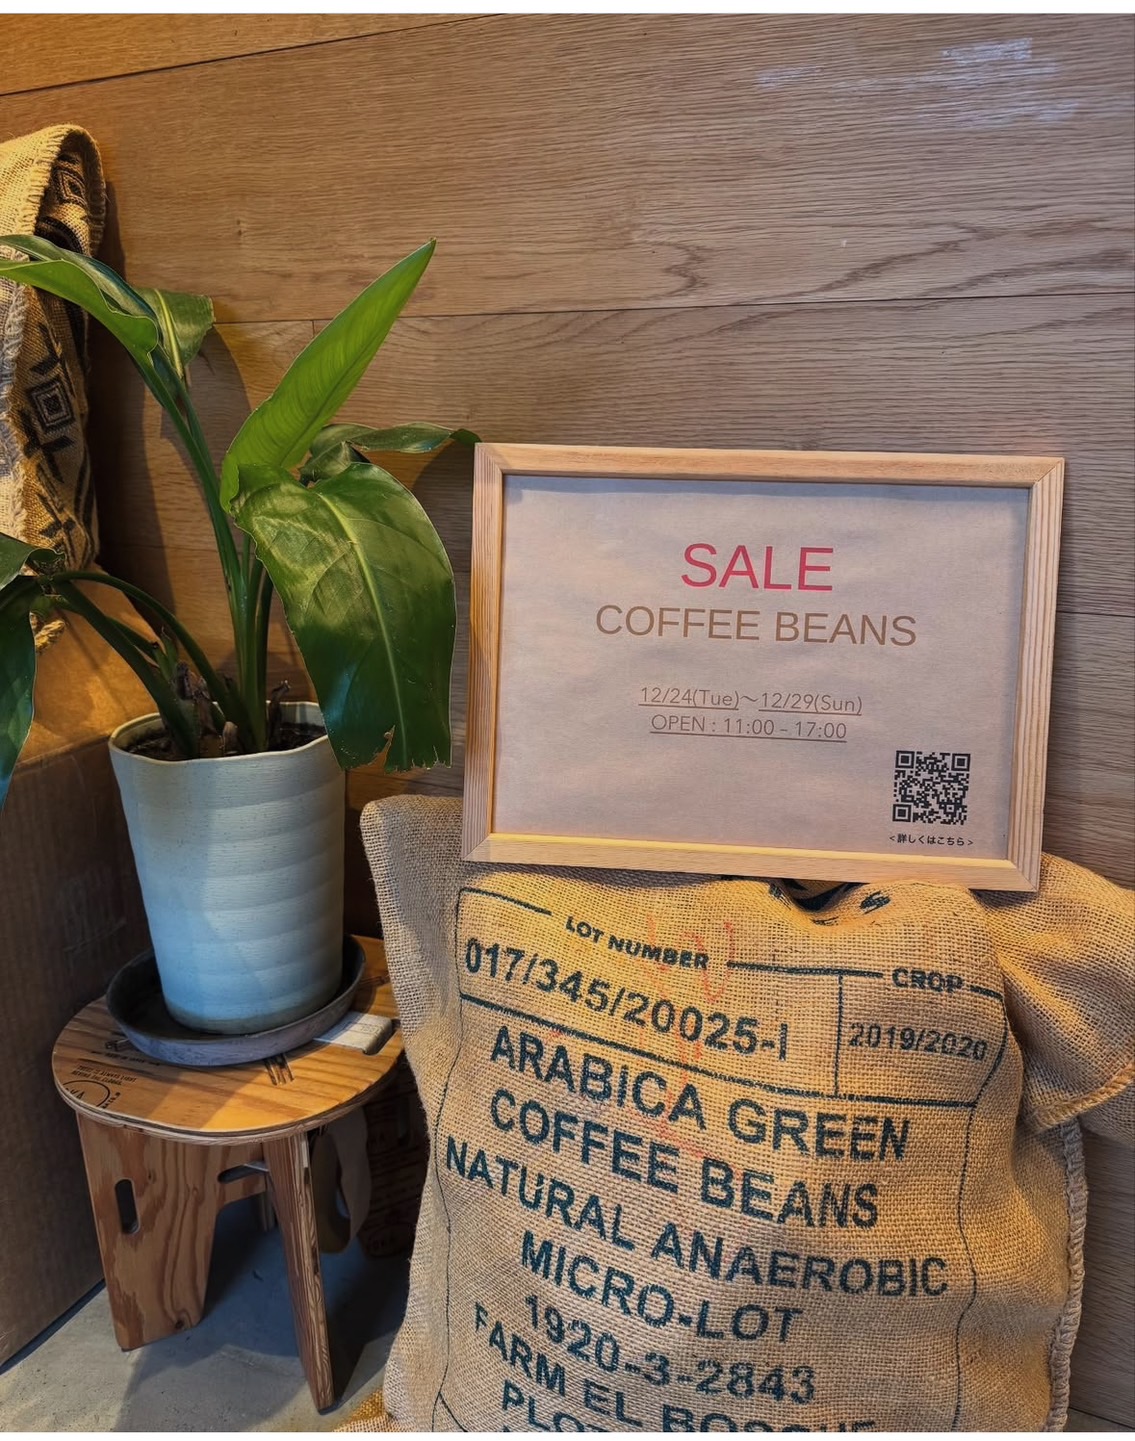 SALE
COFFEE BEANS
12/24(Tue)～12/29(Sun)
OPEN : 11:00 - 17:00
<詳しくはこちら>
LOT NUMBER
017/345/20025-I
CROP
2019/2020
ARABICA GREEN
COFFEE BEANS
NATURAL ANAEROBIC
MICRO-LOT
1920-3-2843
FARM EL BOSQUE